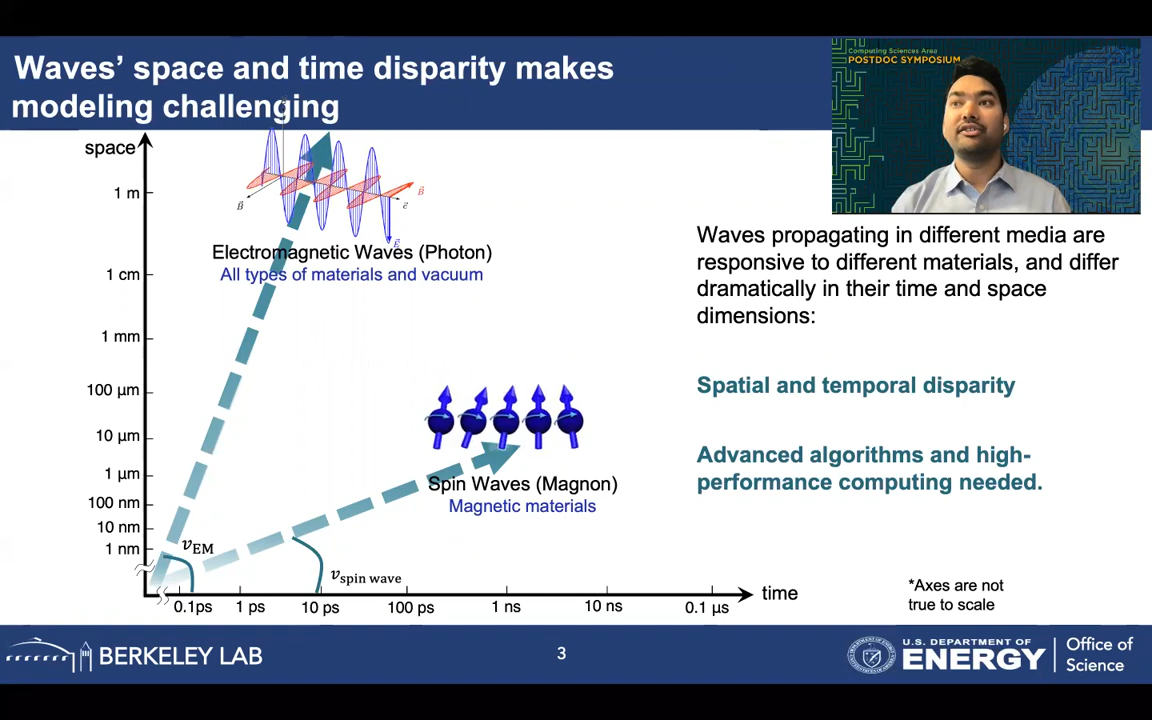 Waves’ space and time disparity makes
modeling challenging
Computing Sciences Area
POSTDOC SYMPOSIUM
space
1 m
1 cm
1 mm
100 µm
10 µm
1 µm
100 nm
10 nm
1 nm
B
B
c
E
Electromagnetic Waves (Photon)
All types of materials and vacuum
Spin Waves (Magnon)
Magnetic materials
vEM
vspin wave
0.1ps
1 ps
10 ps
100 ps
1 ns
10 ns
0.1 µs
time
Waves propagating in different media are
responsive to different materials, and differ
dramatically in their time and space
dimensions:
Spatial and temporal disparity
Advanced algorithms and high-
performance computing needed.
*Axes are not
true to scale
BERKELEY LAB
3
U.S. DEPARTMENT OF
ENERGY
Office of
Science